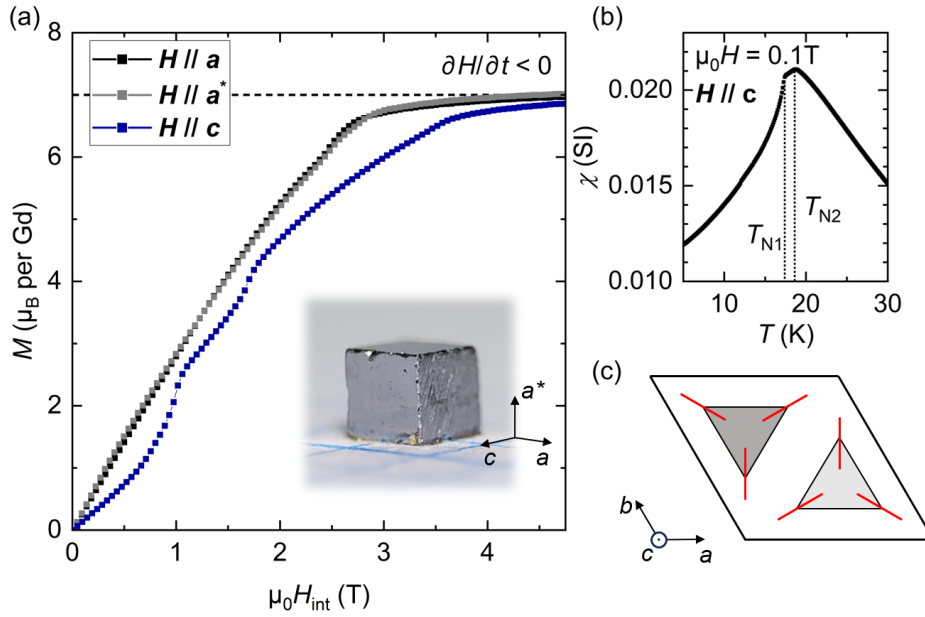 (a)
8
6
4
2
0
M (μB per Gd)
H // a
H // a*
H // c
∂H/∂t < 0
a*
c
a
0 1 2 3 4
μ0Hint (T)
(b)
μ0H = 0.1T
H // c
0.020
0.015
0.010
χ (SI)
TN1
TN2
10 20 30
T (K)
(c)
b
c
a